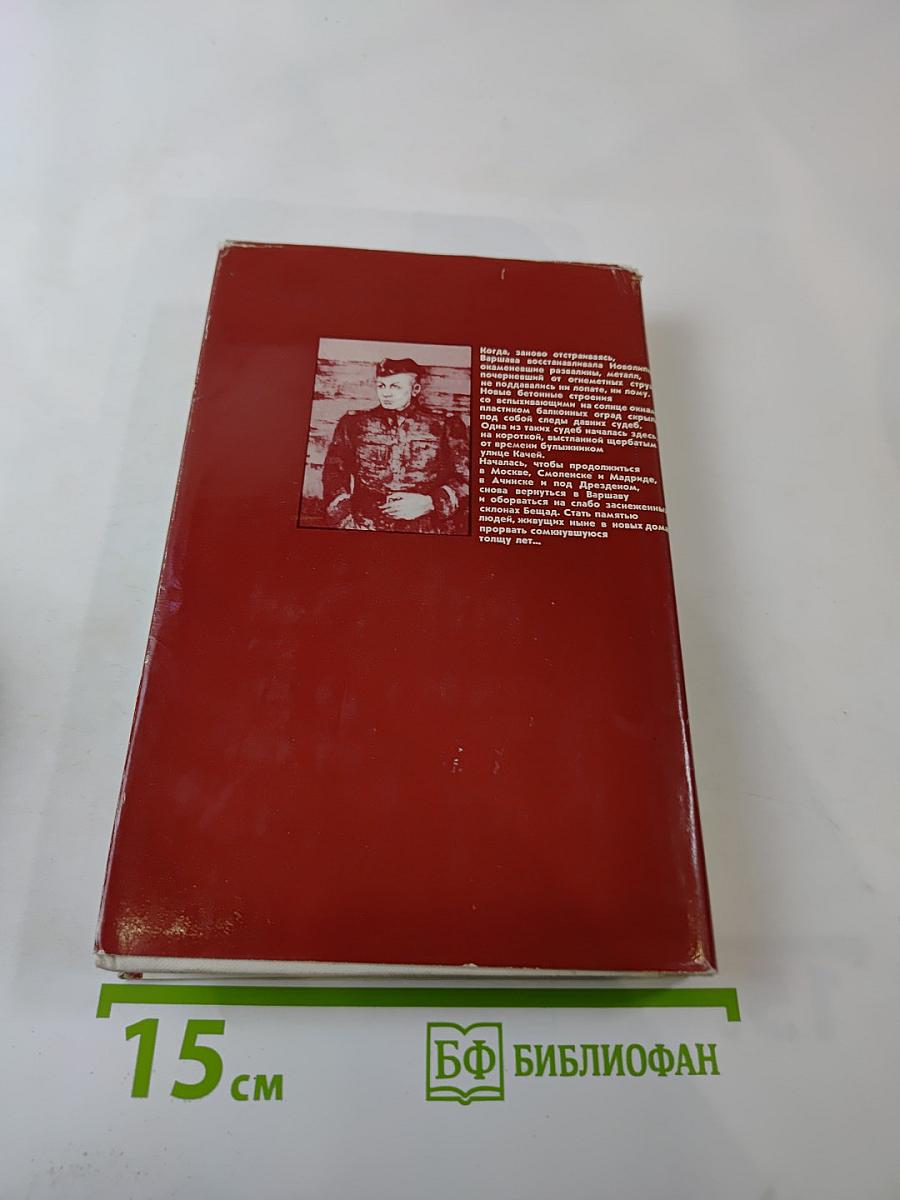 Когда, заново отстраиваясь,
Варшава восстанавливала Новолип
окаменевшие развалины, металл,
почерневший от огнеметных стру
не поддавались ни лопате, ни лому.
Новые бетонные строения
со вспыхивающими на солнце окнам
пластиком балконных оград скрыл
под собой следы давних судеб.
Одна из таких судеб началась здесь
на короткой, выстланной щербатым
от времени булыжником
улице Качей.
Началась, чтобы продолжиться
в Москве, Смоленске и Мадриде,
в Ачинске и под Дрезденом,
снова вернуться в Варшаву
и оборваться на слабо заснеженны
склонах Бещад. Стать памятью
людей, живущих ныне в новых дома
прорвать сомкнувшуюся
толщу лет...
15 см
БФ БИБЛИОФАН